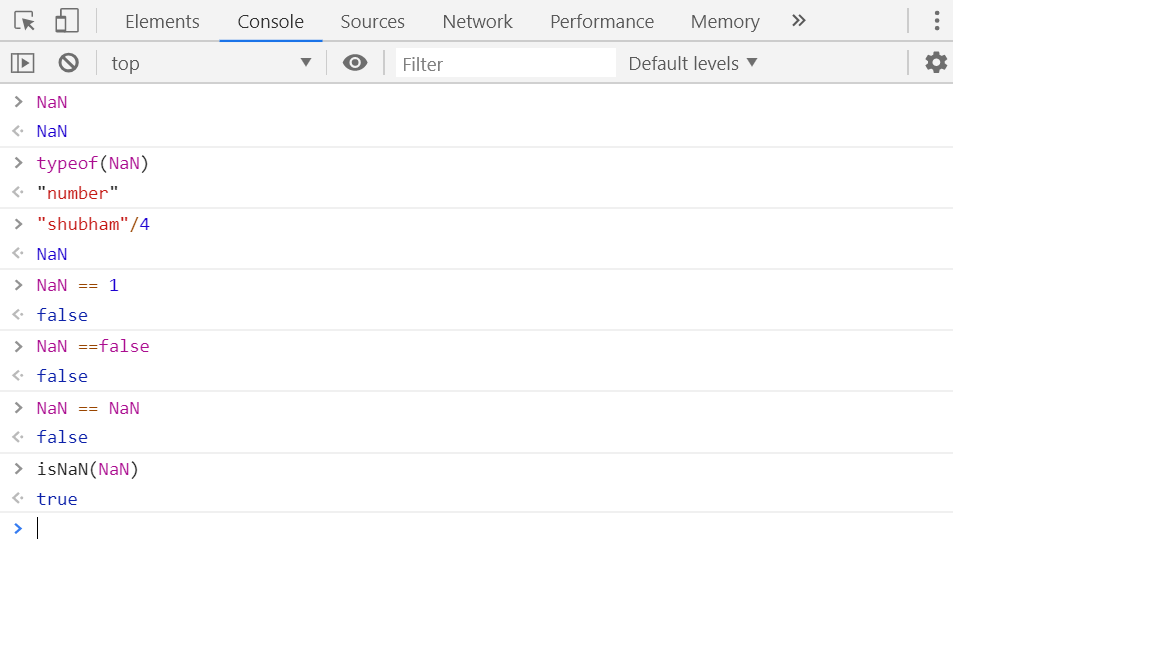 Elements Console Sources Network Performance Memory »
top ▼ Filter Default levels ▼
> NaN
<· NaN
> typeof(NaN)
<· "number"
> "shubham"/4
<· NaN
> NaN == 1
<· false
> NaN ==false
<· false
> NaN == NaN
<· false
> isNaN(NaN)
<· true
>